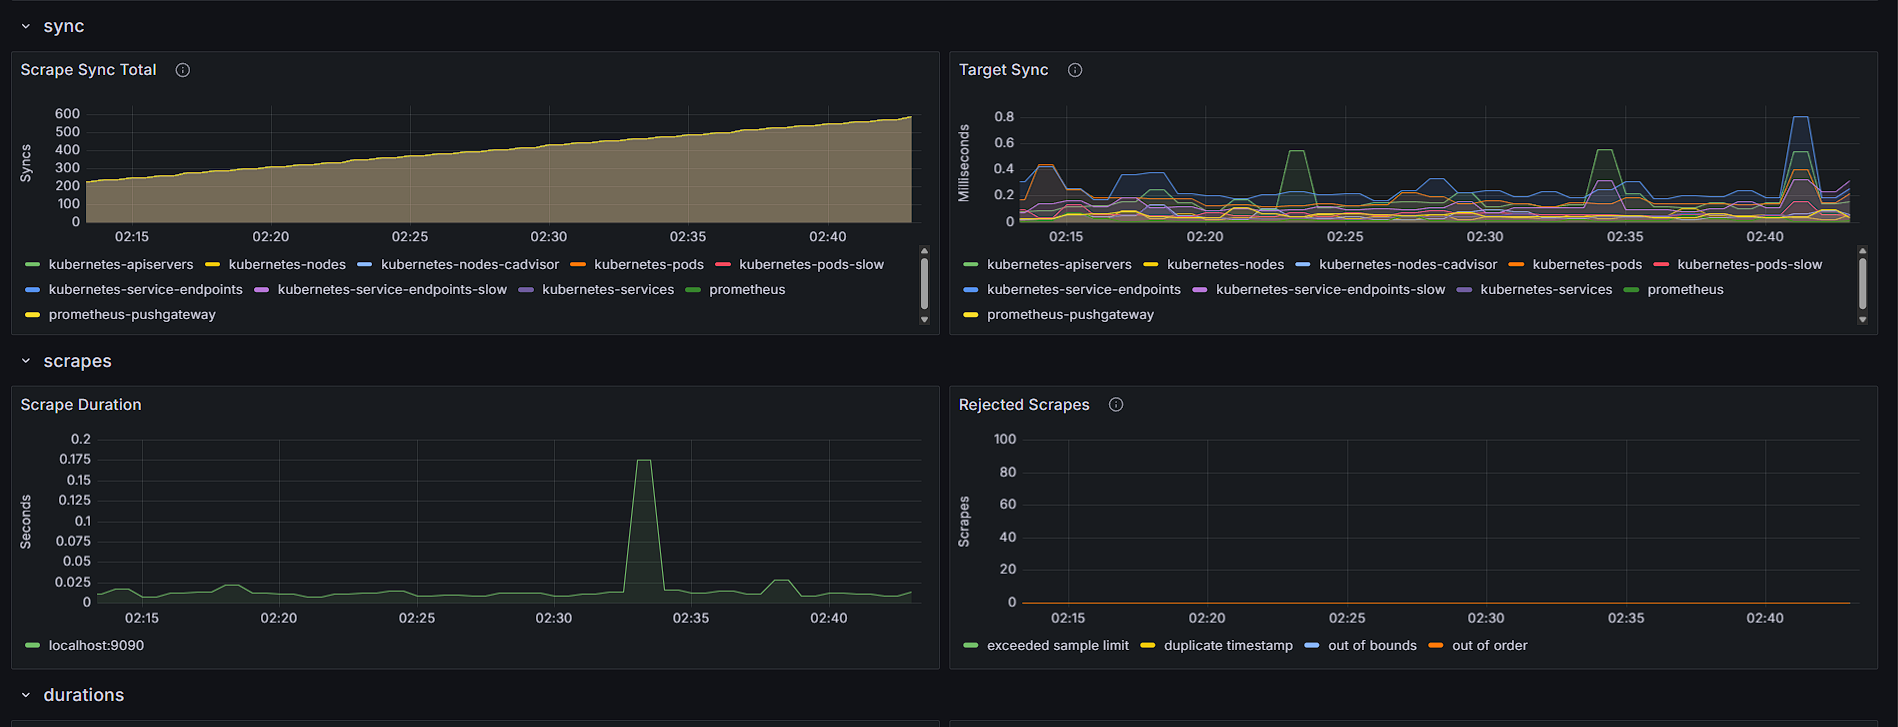 sync
Scrape Sync Total
Syncs
600
500
400
300
200
100
0
02:15 02:20 02:25 02:30 02:35 02:40
kubernetes-apiservers kubernetes-nodes kubernetes-nodes-cadvisor kubernetes-pods kubernetes-pods-slow
kubernetes-service-endpoints kubernetes-service-endpoints-slow kubernetes-services prometheus
prometheus-pushgateway
Target Sync
Milliseconds
0.8
0.6
0.4
0.2
0
02:15 02:20 02:25 02:30 02:35 02:40
kubernetes-apiservers kubernetes-nodes kubernetes-nodes-cadvisor kubernetes-pods kubernetes-pods-slow
kubernetes-service-endpoints kubernetes-service-endpoints-slow kubernetes-services prometheus
prometheus-pushgateway
scrapes
Scrape Duration
Seconds
0.2
0.175
0.15
0.125
0.1
0.075
0.05
0.025
0
02:15 02:20 02:25 02:30 02:35 02:40
localhost:9090
Rejected Scrapes
Scrapes
100
80
60
40
20
0
02:15 02:20 02:25 02:30 02:35 02:40
exceeded sample limit duplicate timestamp out of bounds out of order
durations